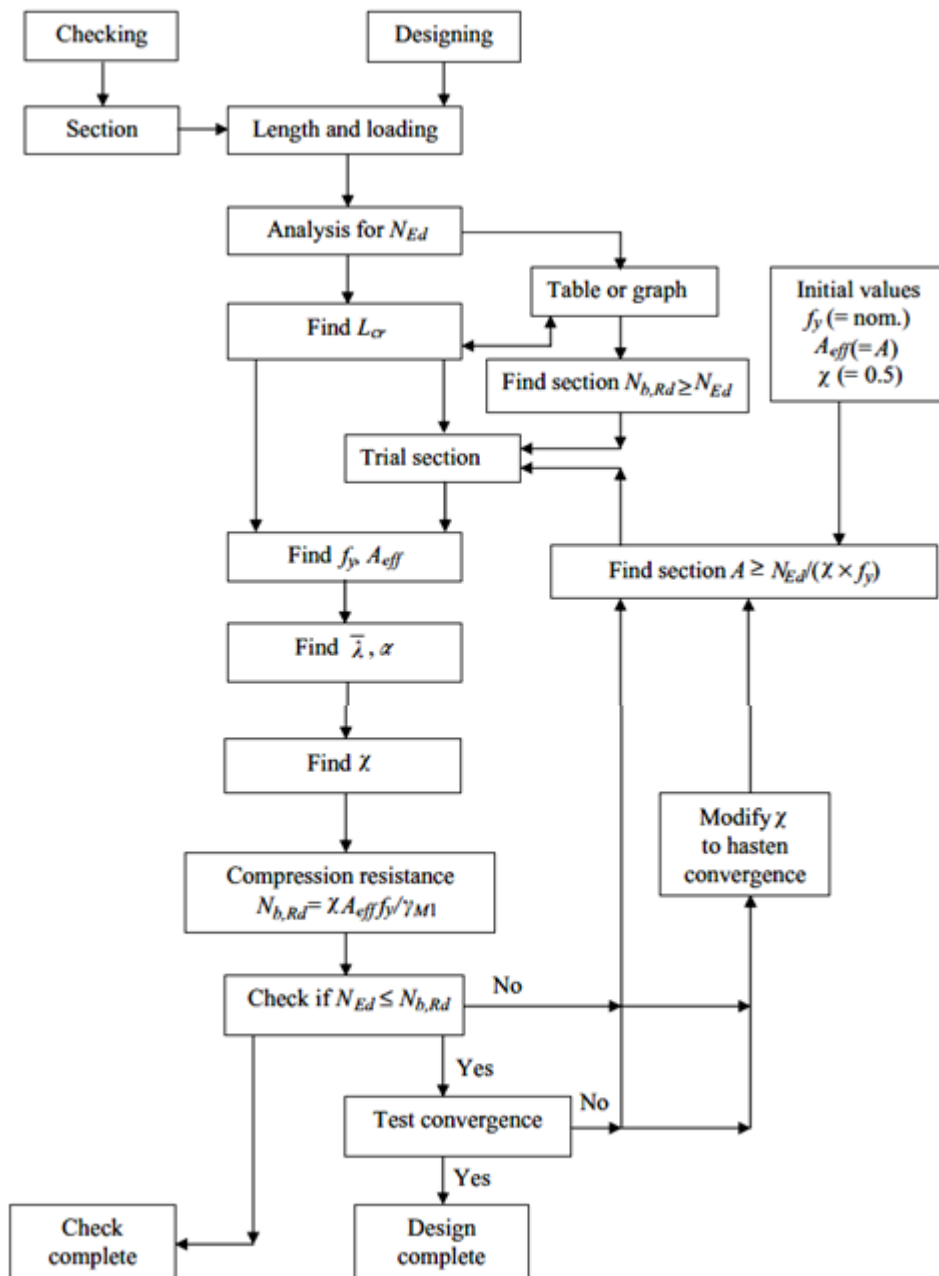 Checking
Designing
Section
Length and loading
Analysis for N_Ed
Table or graph
Initial values
f_y (= nom.)
A_eff(= A)
χ (= 0.5)
Find L_cr
Find section N_b,Rd ≥ N_Ed
Trial section
Find f_y, A_eff
Find section A ≥ N_Ed/(χ × f_y)
Find λ̄ , α
Find χ
Modify χ
to hasten
convergence
Compression resistance
N_b,Rd = χ A_eff f_y/γ_M1
Check if N_Ed ≤ N_b,Rd
No
Yes
Test convergence
No
Yes
Check
complete
Design
complete